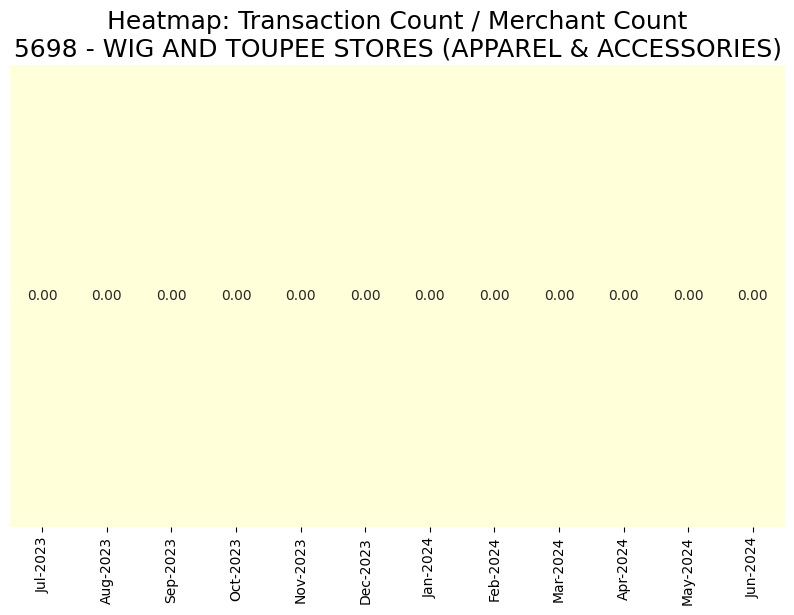 Heatmap: Transaction Count / Merchant Count
5698 - WIG AND TOUPEE STORES (APPAREL & ACCESSORIES)
0.00 0.00 0.00 0.00 0.00 0.00 0.00 0.00 0.00 0.00 0.00 0.00
Jul-2023 Aug-2023 Sep-2023 Oct-2023 Nov-2023 Dec-2023 Jan-2024 Feb-2024 Mar-2024 Apr-2024 May-2024 Jun-2024